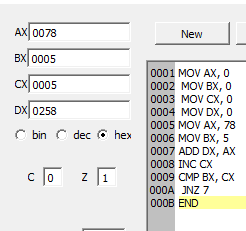 AX 0078
BX 0005
CX 0005
DX 0258
bin dec hex
C 0 Z 1
New
0001 MOV AX, 0
0002 MOV BX, 0
0003 MOV CX, 0
0004 MOV DX, 0
0005 MOV AX, 78
0006 MOV BX, 5
0007 ADD DX, AX
0008 INC CX
0009 CMP BX, CX
000A JNZ 7
000B END